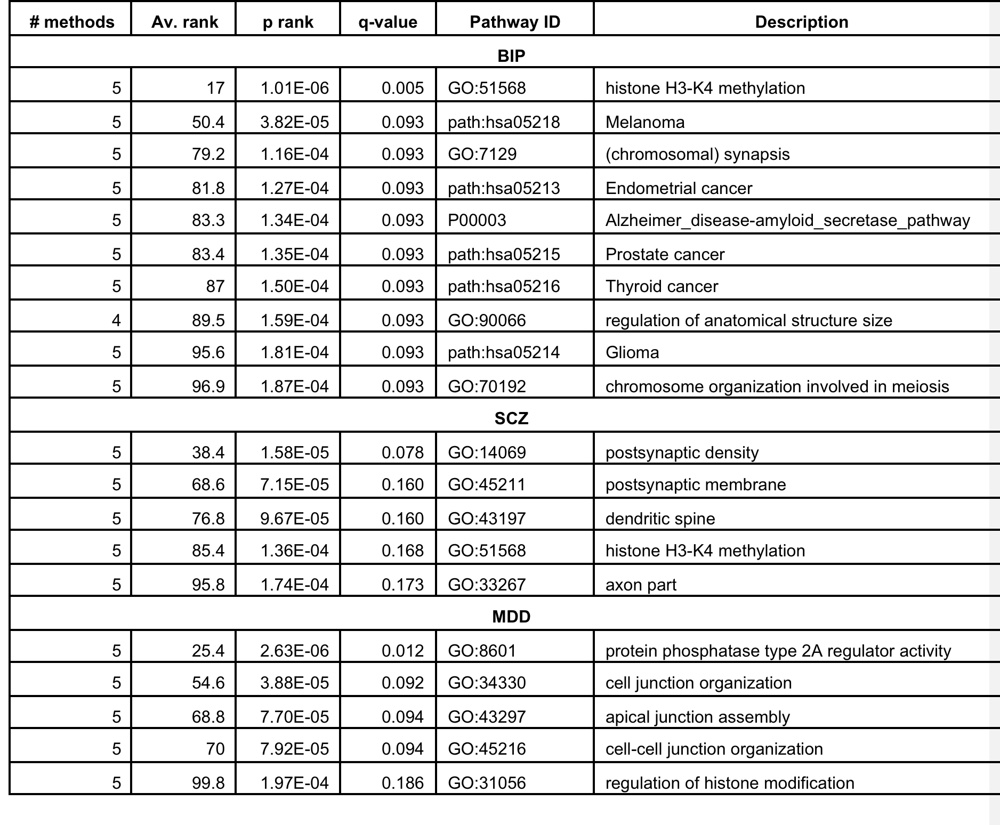 # methods Av. rank p rank q-value Pathway ID Description
BIP
5 17 1.01E-06 0.005 GO:51568 histone H3-K4 methylation
5 50.4 3.82E-05 0.093 path:hsa05218 Melanoma
5 79.2 1.16E-04 0.093 GO:7129 (chromosomal) synapsis
5 81.8 1.27E-04 0.093 path:hsa05213 Endometrial cancer
5 83.3 1.34E-04 0.093 P00003 Alzheimer_disease-amyloid_secretase_pathway
5 83.4 1.35E-04 0.093 path:hsa05215 Prostate cancer
5 87 1.50E-04 0.093 path:hsa05216 Thyroid cancer
4 89.5 1.59E-04 0.093 GO:90066 regulation of anatomical structure size
5 95.6 1.81E-04 0.093 path:hsa05214 Glioma
5 96.9 1.87E-04 0.093 GO:70192 chromosome organization involved in meiosis
SCZ
5 38.4 1.58E-05 0.078 GO:14069 postsynaptic density
5 68.6 7.15E-05 0.160 GO:45211 postsynaptic membrane
5 76.8 9.67E-05 0.160 GO:43197 dendritic spine
5 85.4 1.36E-04 0.168 GO:51568 histone H3-K4 methylation
5 95.8 1.74E-04 0.173 GO:33267 axon part
MDD
5 25.4 2.63E-06 0.012 GO:8601 protein phosphatase type 2A regulator activity
5 54.6 3.88E-05 0.092 GO:34330 cell junction organization
5 68.8 7.70E-05 0.094 GO:43297 apical junction assembly
5 70 7.92E-05 0.094 GO:45216 cell-cell junction organization
5 99.8 1.97E-04 0.186 GO:31056 regulation of histone modification